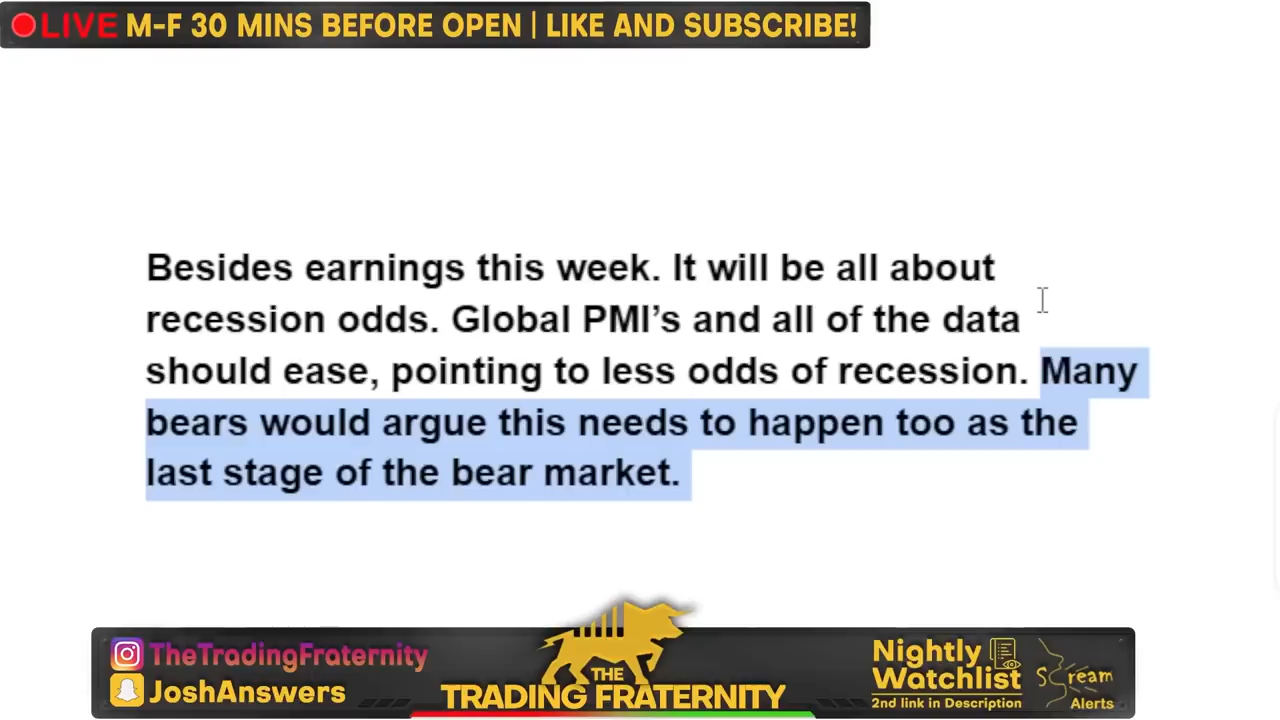 LIVE M-F 30 MINS BEFORE OPEN | LIKE AND SUBSCRIBE!
Besides earnings this week. It will be all about
recession odds. Global PMI’s and all of the data
should ease, pointing to less odds of recession. Many
bears would argue this needs to happen too as the
last stage of the bear market.
TheTradingFraternity
JoshAnswers
THE
TRADING FRATERNITY
Nightly
Watchlist
2nd link in Description
Scream
Alerts